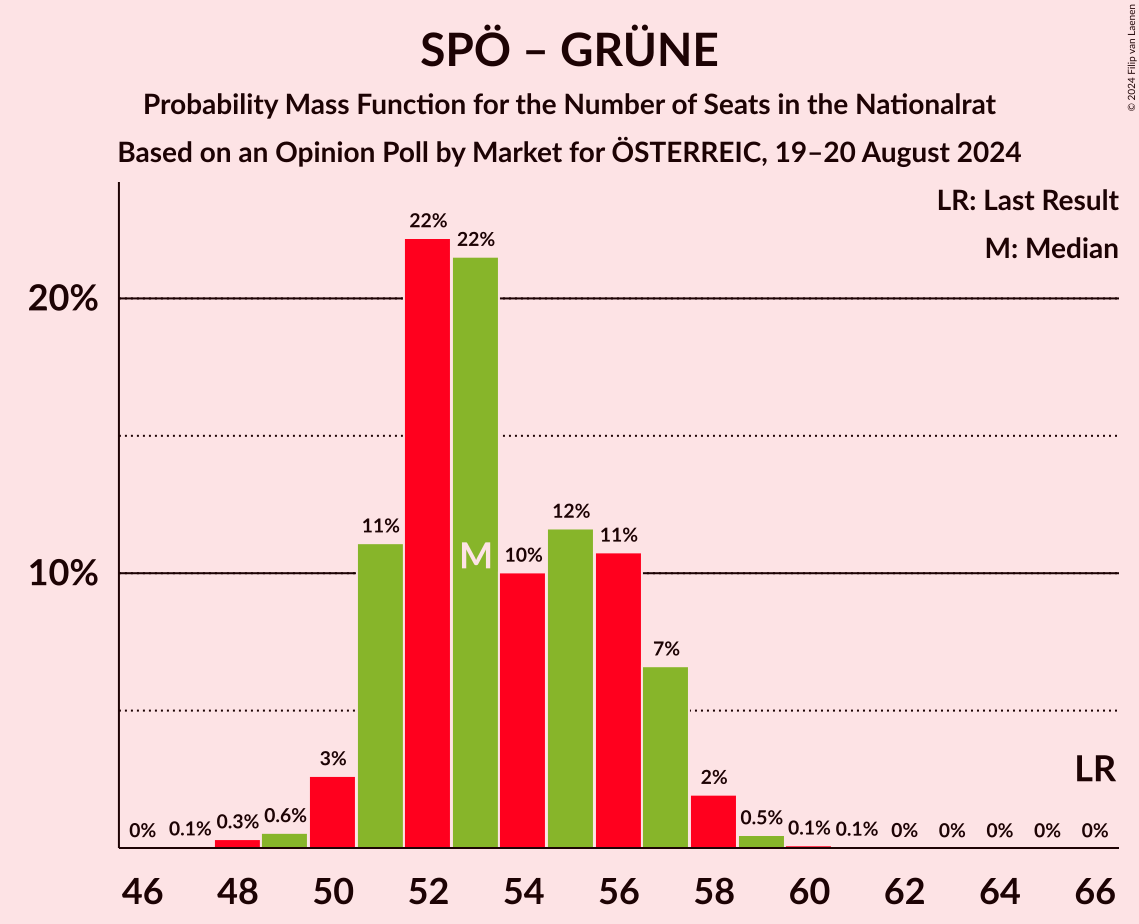 SPÖ – GRÜNE
Probability Mass Function for the Number of Seats in the Nationalrat
Based on an Opinion Poll by Market for ÖSTERREIC, 19–20 August 2024
© 2024 Filip van Laenen
LR: Last Result
M: Median
20%
10%
0%
0.1%
0.3%
0.6%
3%
11%
22%
22%
10%
12%
11%
7%
2%
0.5%
0.1%
0.1%
0%
0%
0%
0%
0%
M
LR
46 48 50 52 54 56 58 60 62 64 66